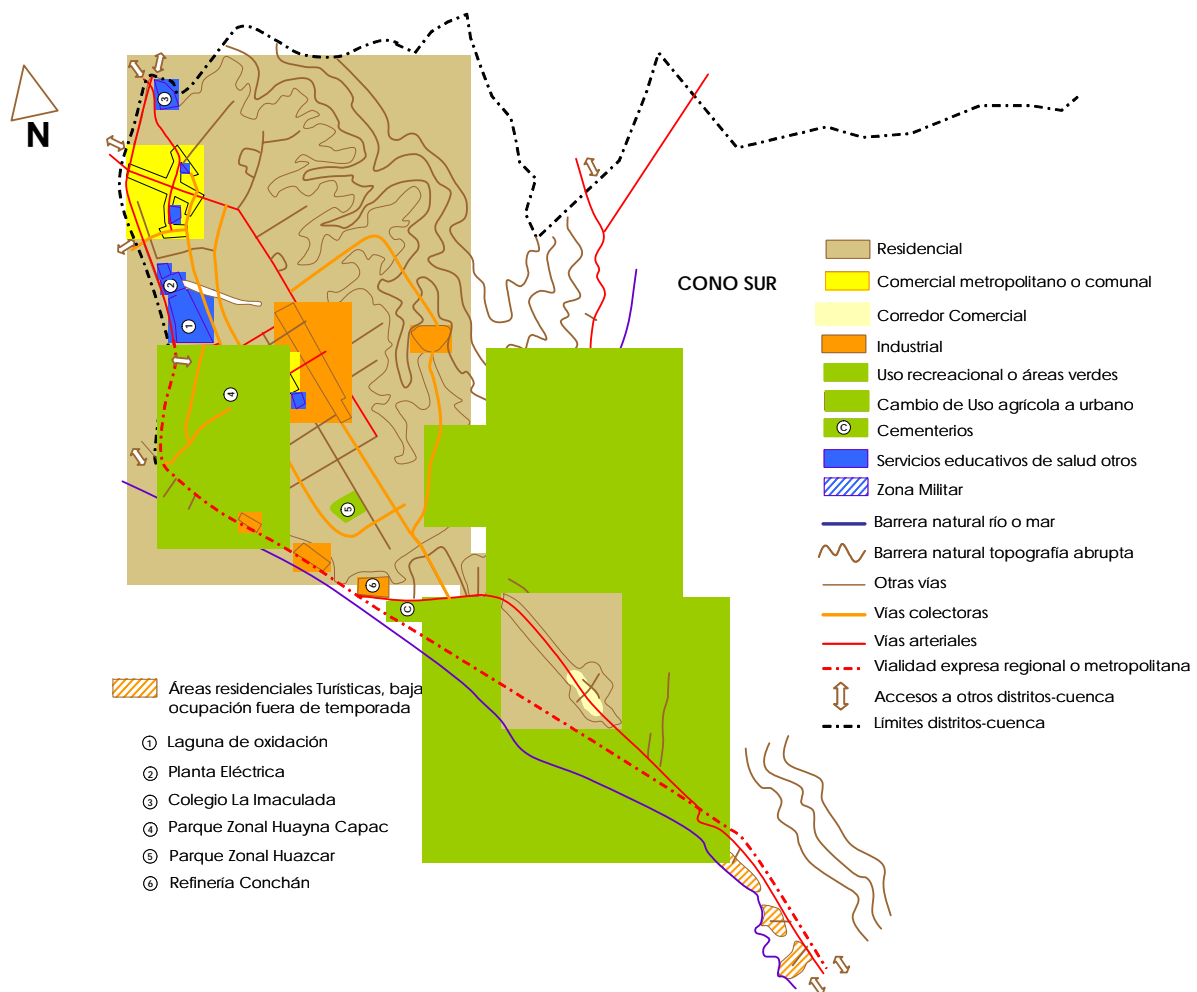 N
3
2
1
4
5
6
C
CONO SUR
Residencial
Comercial metropolitano o comunal
Corredor Comercial
Industrial
Uso recreacional o áreas verdes
Cambio de Uso agrícola a urbano
C Cementerios
Servicios educativos de salud otros
Zona Militar
Barrera natural río o mar
Barrera natural topografía abrupta
Otras vías
Vías colectoras
Vías arteriales
Vialidad expresa regional o metropolitana
Accesos a otros distritos-cuenca
Límites distritos-cuenca
Áreas residenciales Turísticas, baja
ocupación fuera de temporada
1 Laguna de oxidación
2 Planta Eléctrica
3 Colegio La Imaculada
4 Parque Zonal Huayna Capac
5 Parque Zonal Huazcar
6 Refinería Conchán